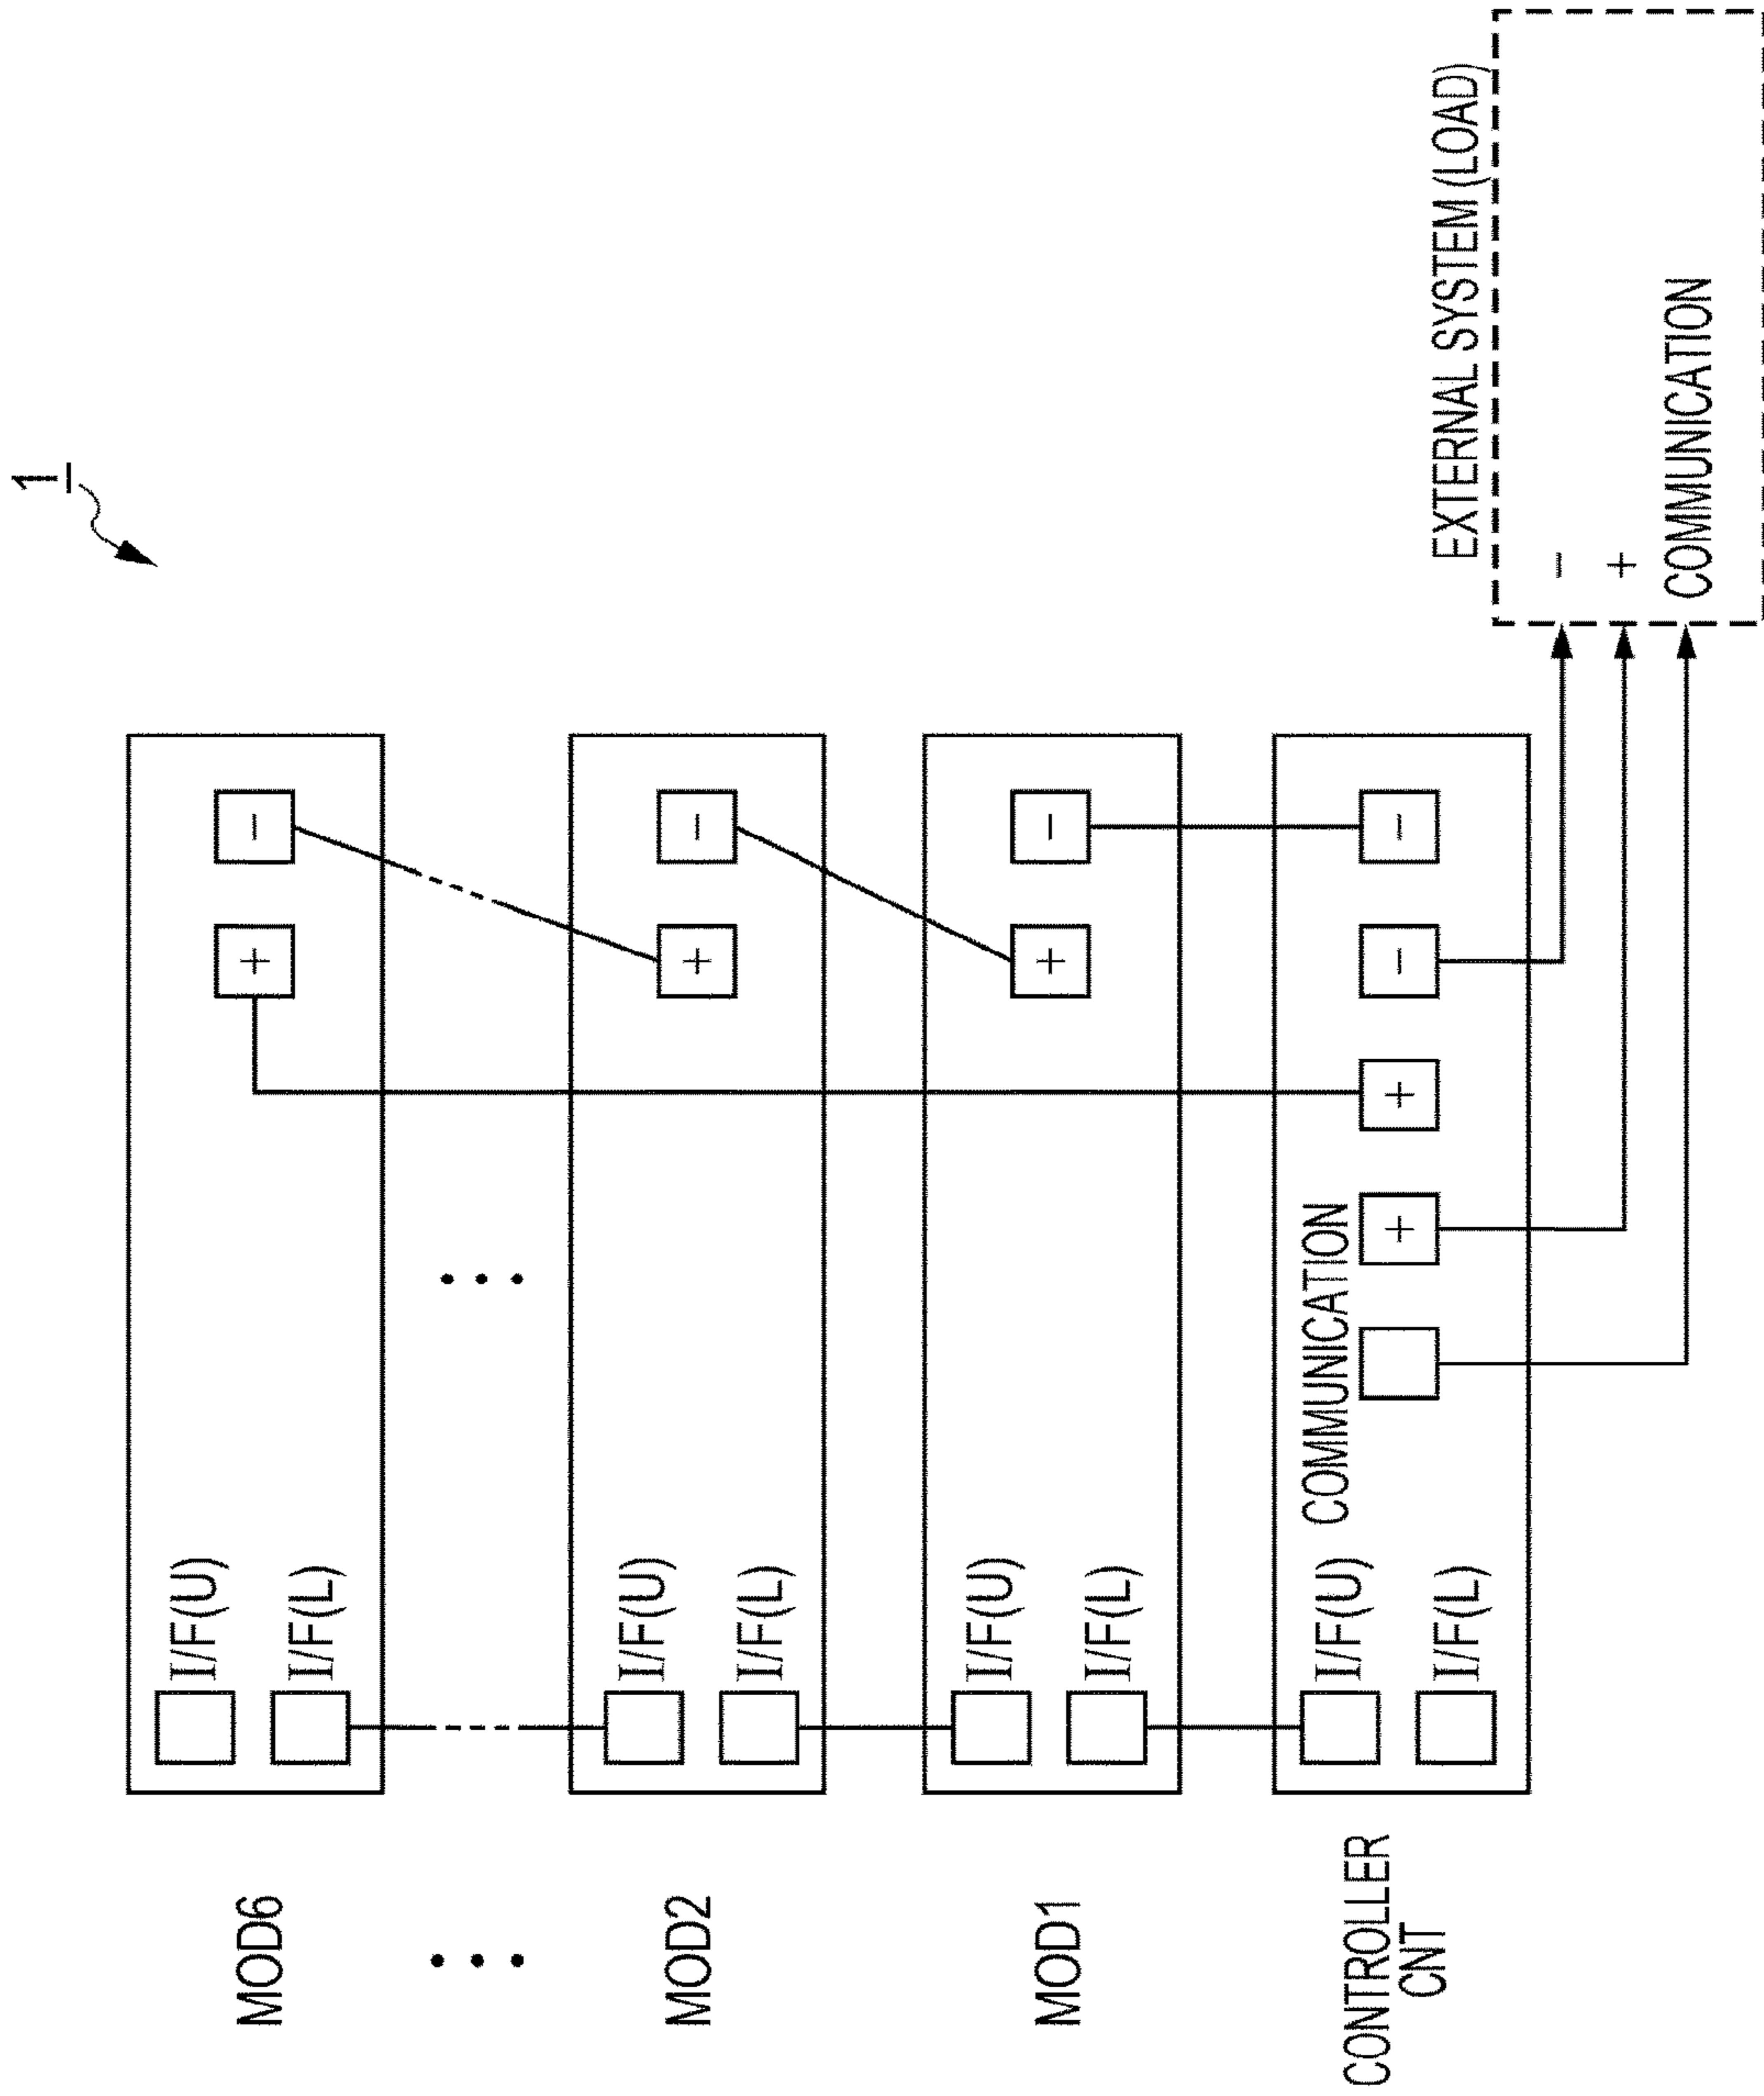 1
MOD6
I/F(U)
I/F(L)
+
-
MOD2
I/F(U)
I/F(L)
+
-
MOD1
I/F(U)
I/F(L)
+
-
CONTROLLER
CNT
I/F(U)
I/F(L)
COMMUNICATION
+
+
-
-
EXTERNAL SYSTEM (LOAD)
-
+
COMMUNICATION